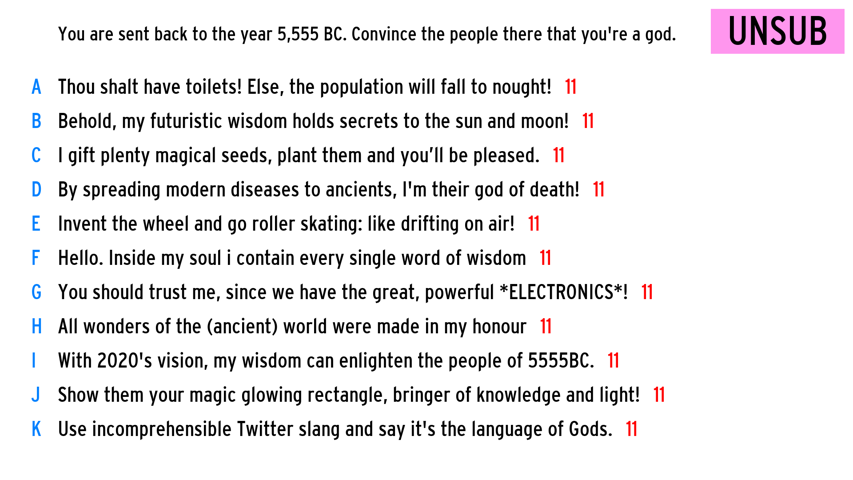 You are sent back to the year 5,555 BC. Convince the people there that you're a god.
UNSUB
A Thou shalt have toilets! Else, the population will fall to nought! 11
B Behold, my futuristic wisdom holds secrets to the sun and moon! 11
C I gift plenty magical seeds, plant them and you’ll be pleased. 11
D By spreading modern diseases to ancients, I'm their god of death! 11
E Invent the wheel and go roller skating: like drifting on air! 11
F Hello. Inside my soul i contain every single word of wisdom 11
G You should trust me, since we have the great, powerful *ELECTRONICS*! 11
H All wonders of the (ancient) world were made in my honour 11
I With 2020's vision, my wisdom can enlighten the people of 5555BC. 11
J Show them your magic glowing rectangle, bringer of knowledge and light! 11
K Use incomprehensible Twitter slang and say it's the language of Gods. 11